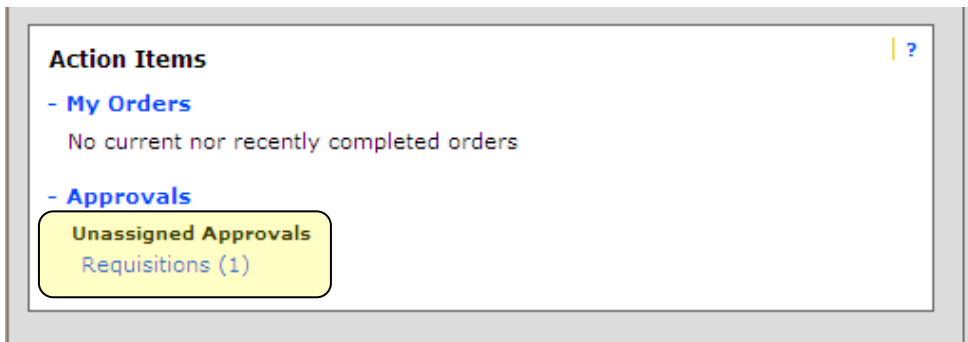 Action Items
?
- My Orders
No current nor recently completed orders
- Approvals
Unassigned Approvals
Requisitions (1)